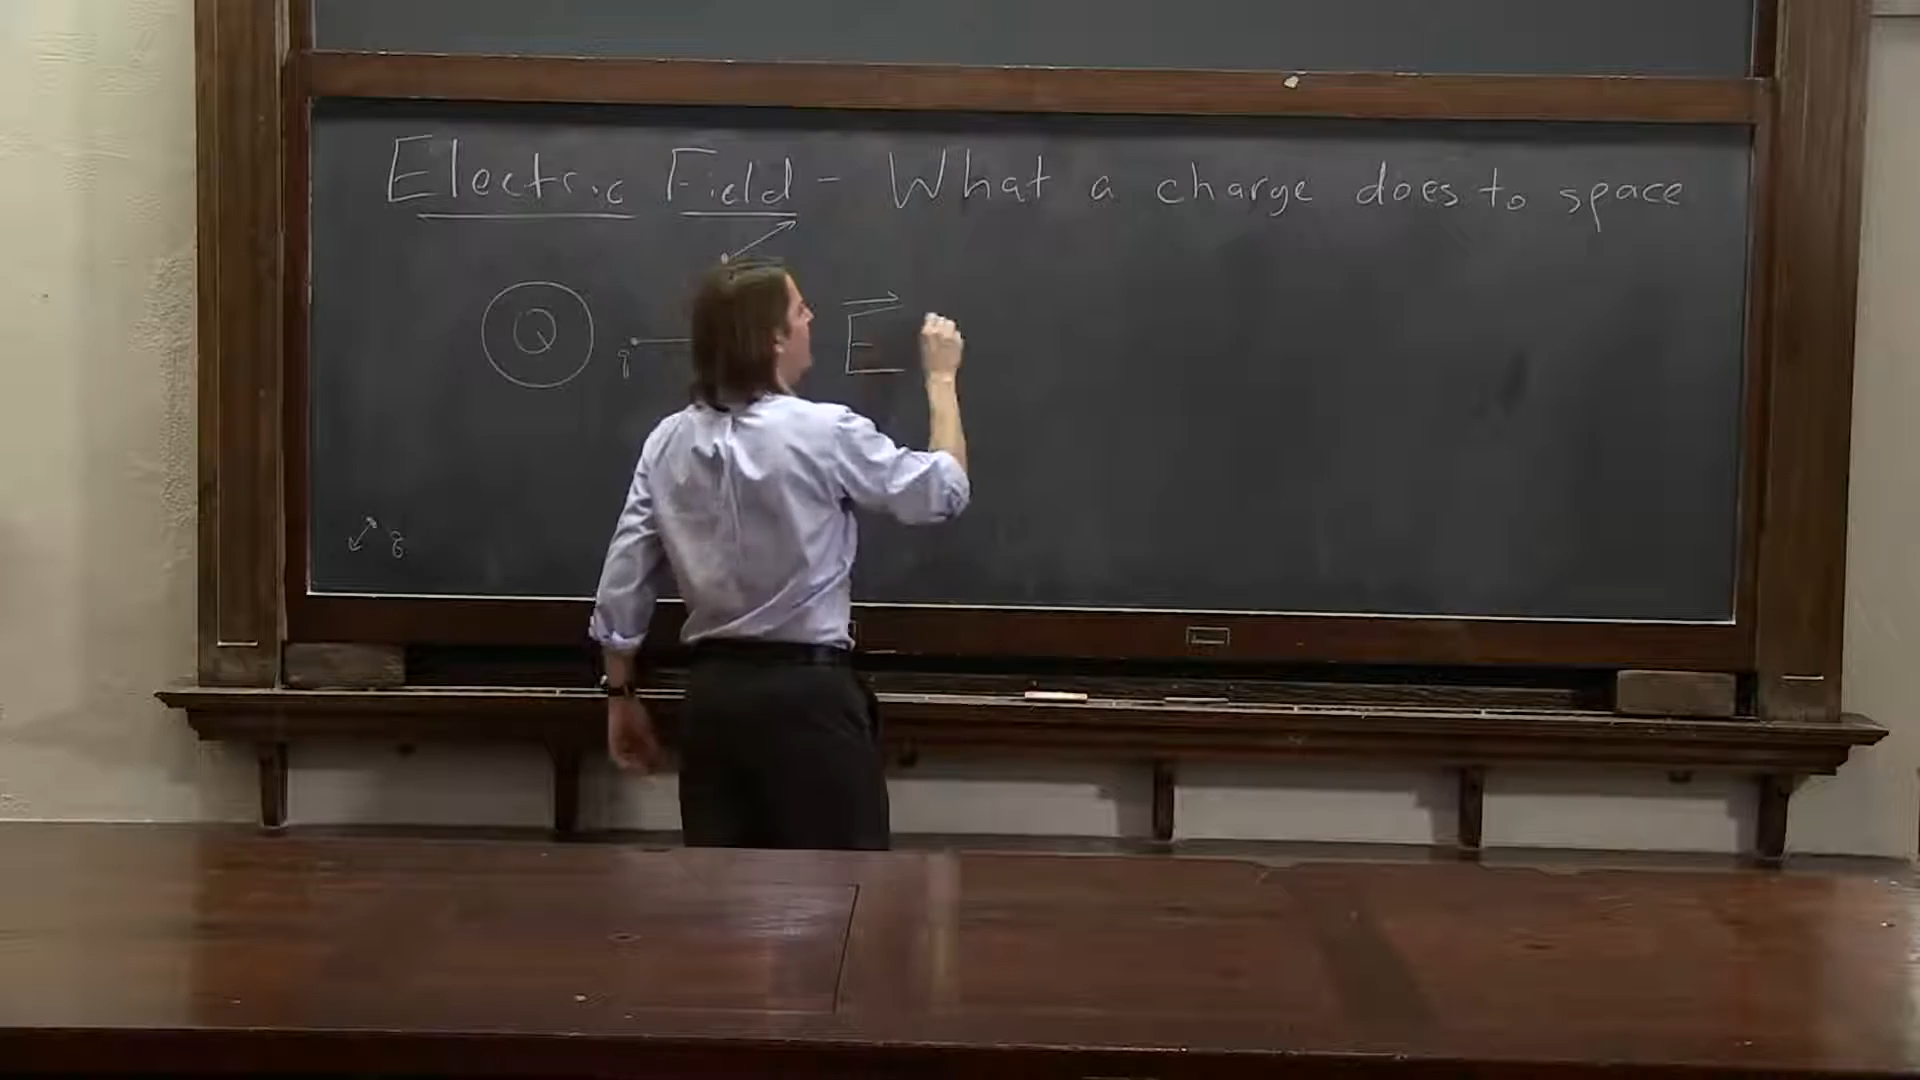 Electric Field - What a charge does to space
Q
q
E
q